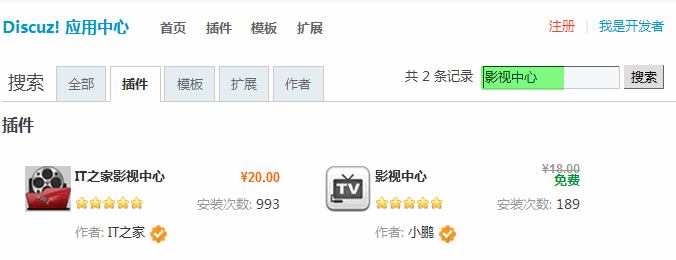 Discuz! 应用中心 首页 插件 模板 扩展 注册 | 我是开发者
搜索 全部 插件 模板 扩展 作者 共 2 条记录 影视中心 搜索
插件
IT之家影视中心 ¥20.00
安装次数: 993
作者: IT之家
TV 影视中心 ¥18.00
免费
安装次数: 189
作者: 小鹏